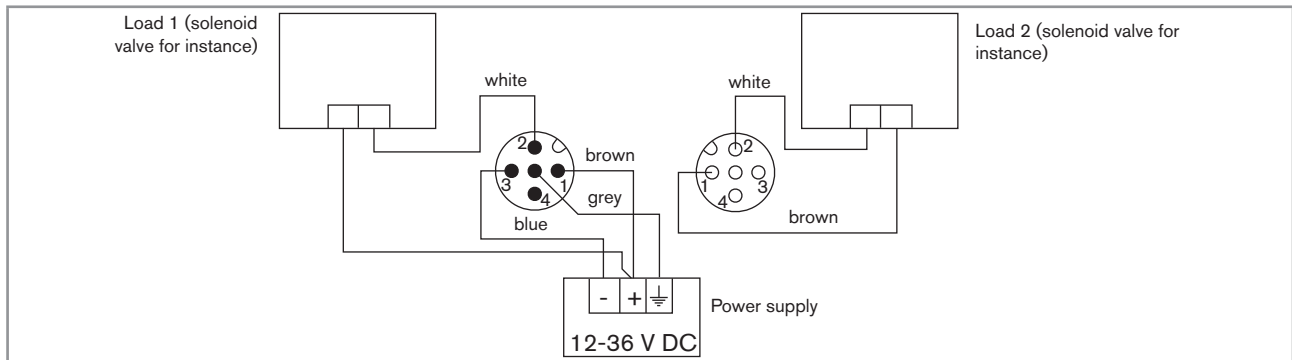 Load 1 (solenoid
valve for instance)
Load 2 (solenoid valve for
instance)
white
white
2
brown
3
1
4
grey
blue
2
1
3
4
brown
- +
Power supply
12-36 V DC